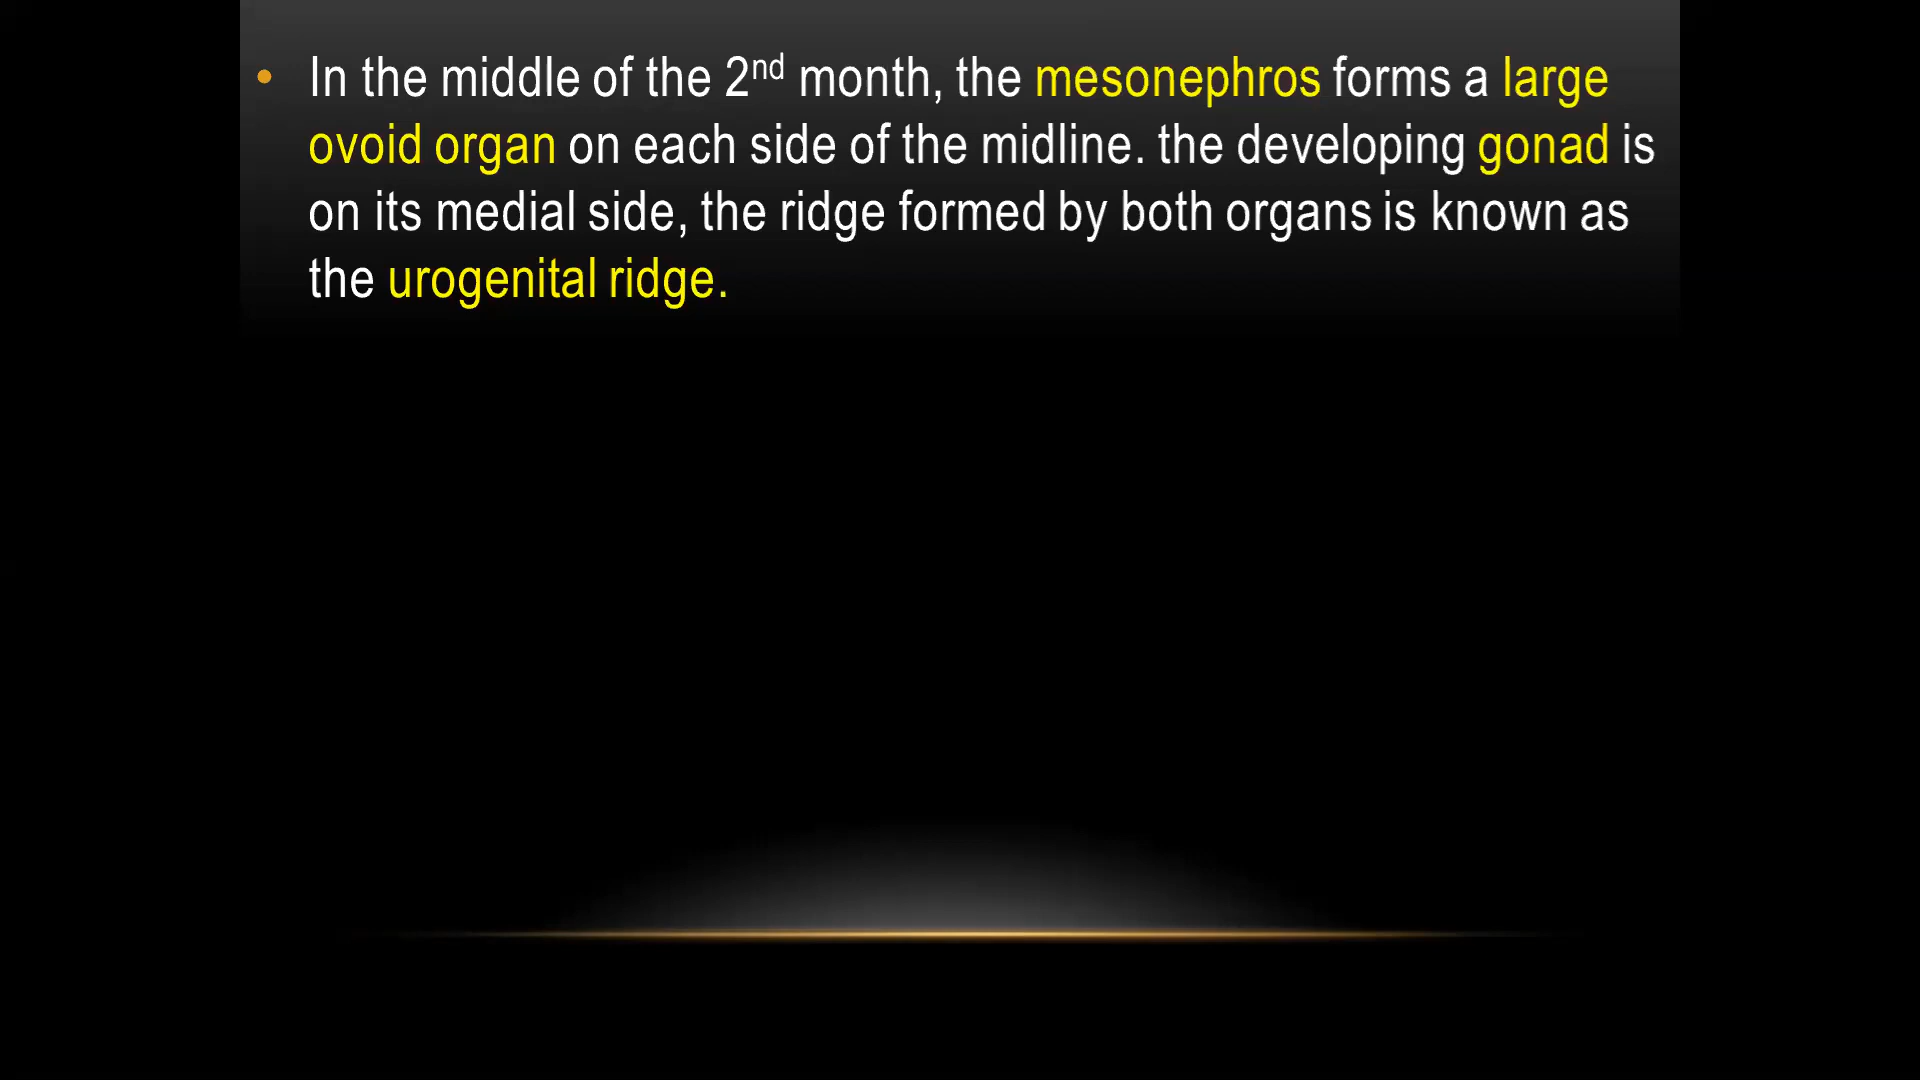 • In the middle of the 2nd month, the mesonephros forms a large
ovoid organ on each side of the midline. the developing gonad is
on its medial side, the ridge formed by both organs is known as
the urogenital ridge.